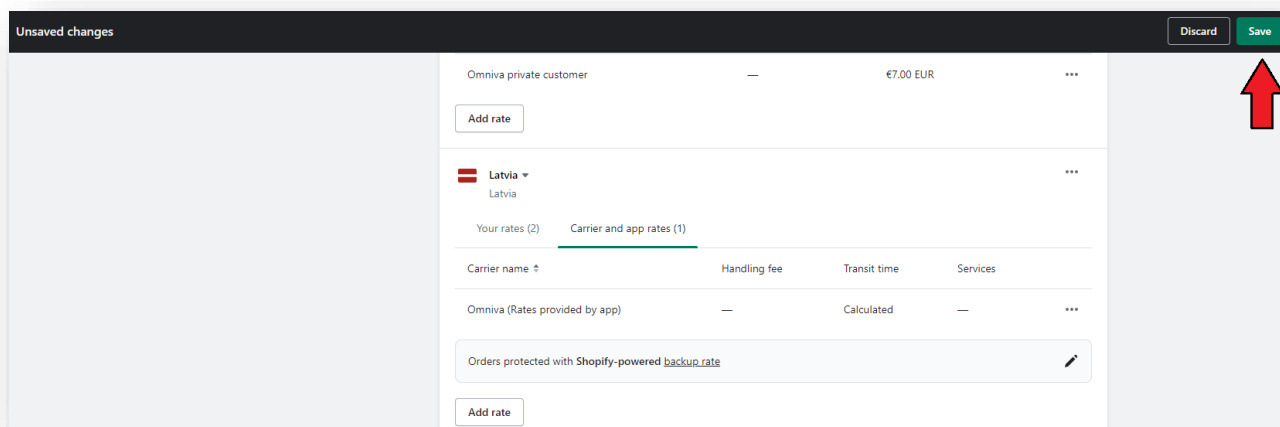 Unsaved changes Discard Save
Omniva private customer — €7.00 EUR •••
Add rate
Latvia •••
Latvia
Your rates (2) Carrier and app rates (1)
Carrier name Handling fee Transit time Services
Omniva (Rates provided by app) — Calculated — •••
Orders protected with Shopify-powered backup rate
Add rate